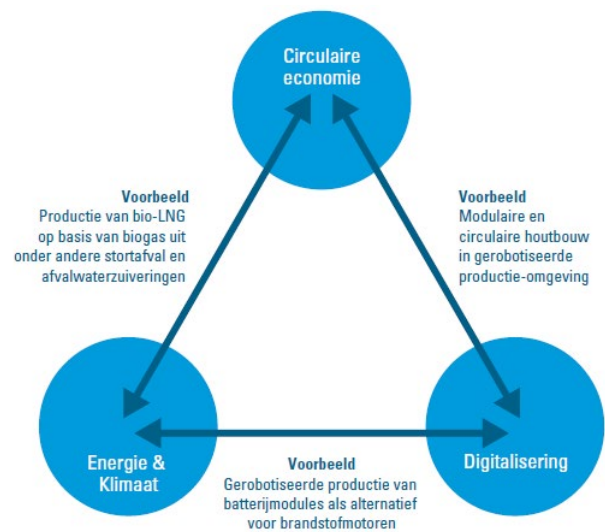 Circulaire
economie
Voorbeeld
Productie van bio-LNG
op basis van biogas uit
onder andere stortafval en
afvalwaterzuiveringen
Voorbeeld
Modulaire en
circulaire houtbouw
in gerobotiseerde
productie-omgeving
Energie &
Klimaat
Voorbeeld
Gerobotiseerde productie van
batterijmodules als alternatief
voor brandstofmotoren
Digitalisering